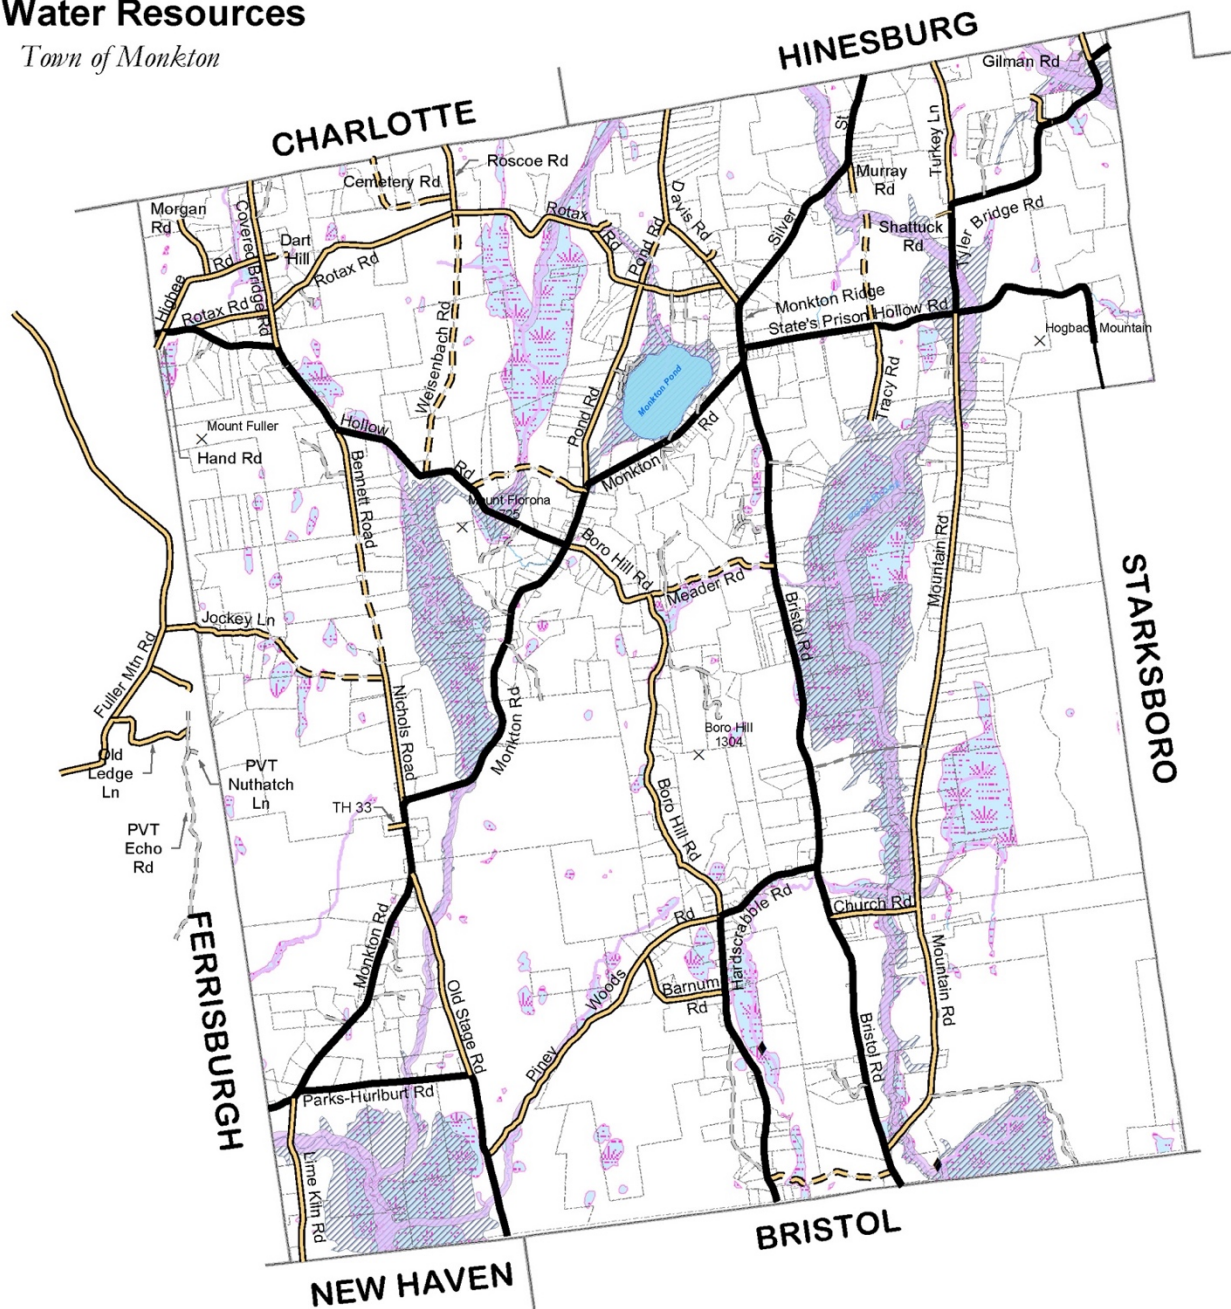 Water Resources
Town of Monkton
HINESBURG
CHARLOTTE
Gilman Rd
Roscoe Rd
Cemetery Rd
Turkey Ln
St
Murray
Rd
Morgan
Rd
Covered Bridge Rd
Rotax
Rd
Davis Rd
Silver
Shattuck
Rd
Tyler Bridge Rd
Dart
Hill
Rd
Higbee
Rotax Rd
Pond Rd
Rotax Rd
Monkton Ridge
State's Prison Hollow Rd
Hogback Mountain
Weisenbach Rd
Monkton Pond
Tracy Rd
Pond Rd
Mount Fuller
Hand Rd
Hollow
Rd
Monkton
Rd
Bennett Road
Mount Florona
725
Boro Hill Rd
Meader Rd
Mountain Rd
STARKSBORO
Jockey Ln
Bristol Rd
Fuller Mtn Rd
Nichols Road
Monkton Rd
Boro Hill
1304
Old
Ledge
Ln
PVT
Nuthatch
Ln
TH 33
PVT
Echo
Rd
Boro Hill Rd
Hardscrabble Rd
Church Rd
Rd
FERRISBURGH
Monkton Rd
Woods
Barnum
Rd
Mountain Rd
Old Stage Rd
Piney
Bristol Rd
Parks-Hurlburt Rd
Lime Kiln Rd
BRISTOL
NEW HAVEN